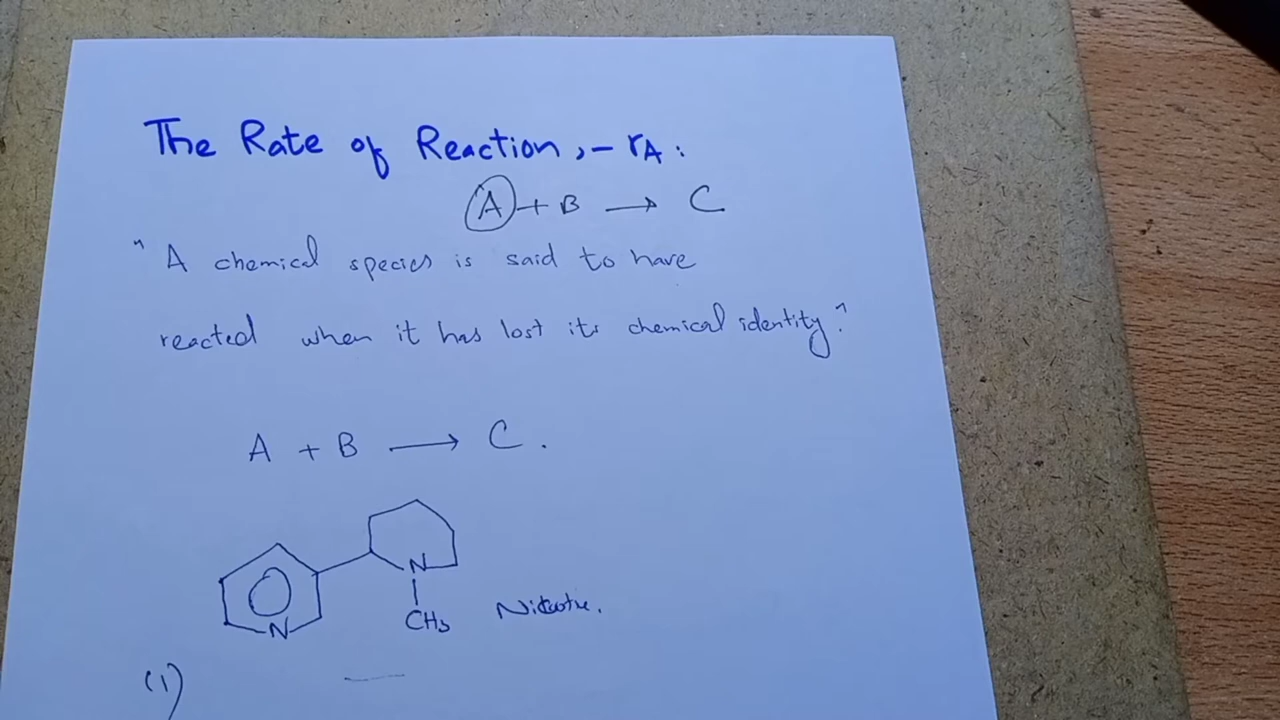 The Rate of Reaction, -rA:
A + B → C
"A chemical species is said to have
reacted when it has lost its chemical identity."
A + B → C.
N
N
CH3 Nicotine.
(1)